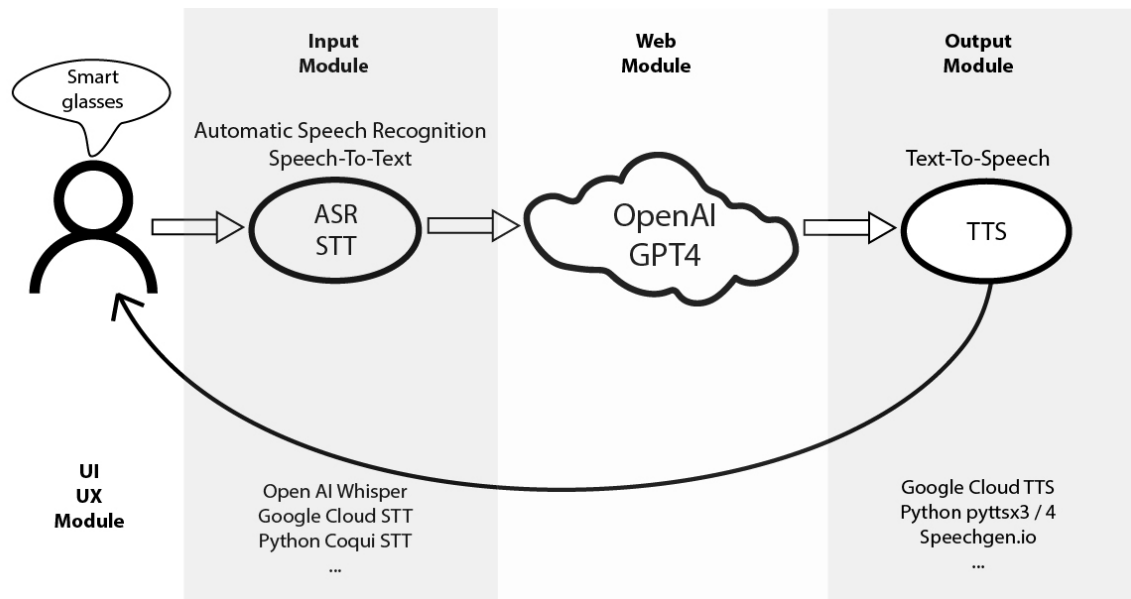 Smart
glasses
UI
UX
Module
Input
Module
Automatic Speech Recognition
Speech-To-Text
ASR
STT
Open AI Whisper
Google Cloud STT
Python Coqui STT
...
Web
Module
OpenAI
GPT4
Output
Module
Text-To-Speech
TTS
Google Cloud TTS
Python pyttsx3 / 4
Speechgen.io
...